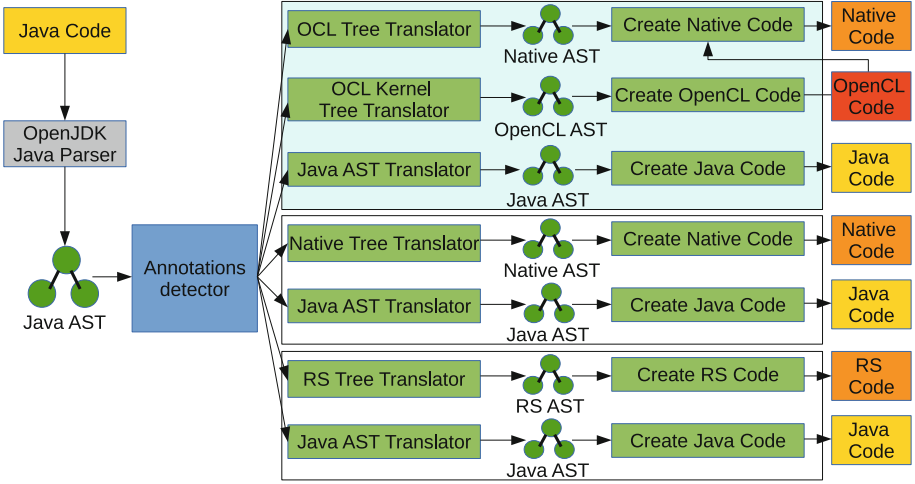 Java Code
OpenJDK
Java Parser
Java AST
Annotations
detector
OCL Tree Translator
Native AST
Create Native Code
Native
Code
OCL Kernel
Tree Translator
OpenCL AST
Create OpenCL Code
OpenCL
Code
Java AST Translator
Java AST
Create Java Code
Java
Code
Native Tree Translator
Native AST
Create Native Code
Native
Code
Java AST Translator
Java AST
Create Java Code
Java
Code
RS Tree Translator
RS AST
Create RS Code
RS
Code
Java AST Translator
Java AST
Create Java Code
Java
Code